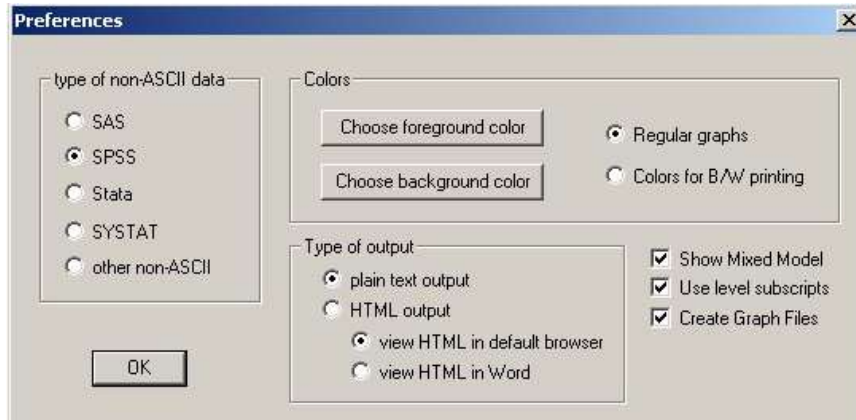 Preferences
type of non-ASCII data
SAS
SPSS
Stata
SYSTAT
other non-ASCII
OK
Colors
Choose foreground color
Choose background color
Regular graphs
Colors for B/W printing
Type of output
plain text output
HTML output
view HTML in default browser
view HTML in Word
Show Mixed Model
Use level subscripts
Create Graph Files